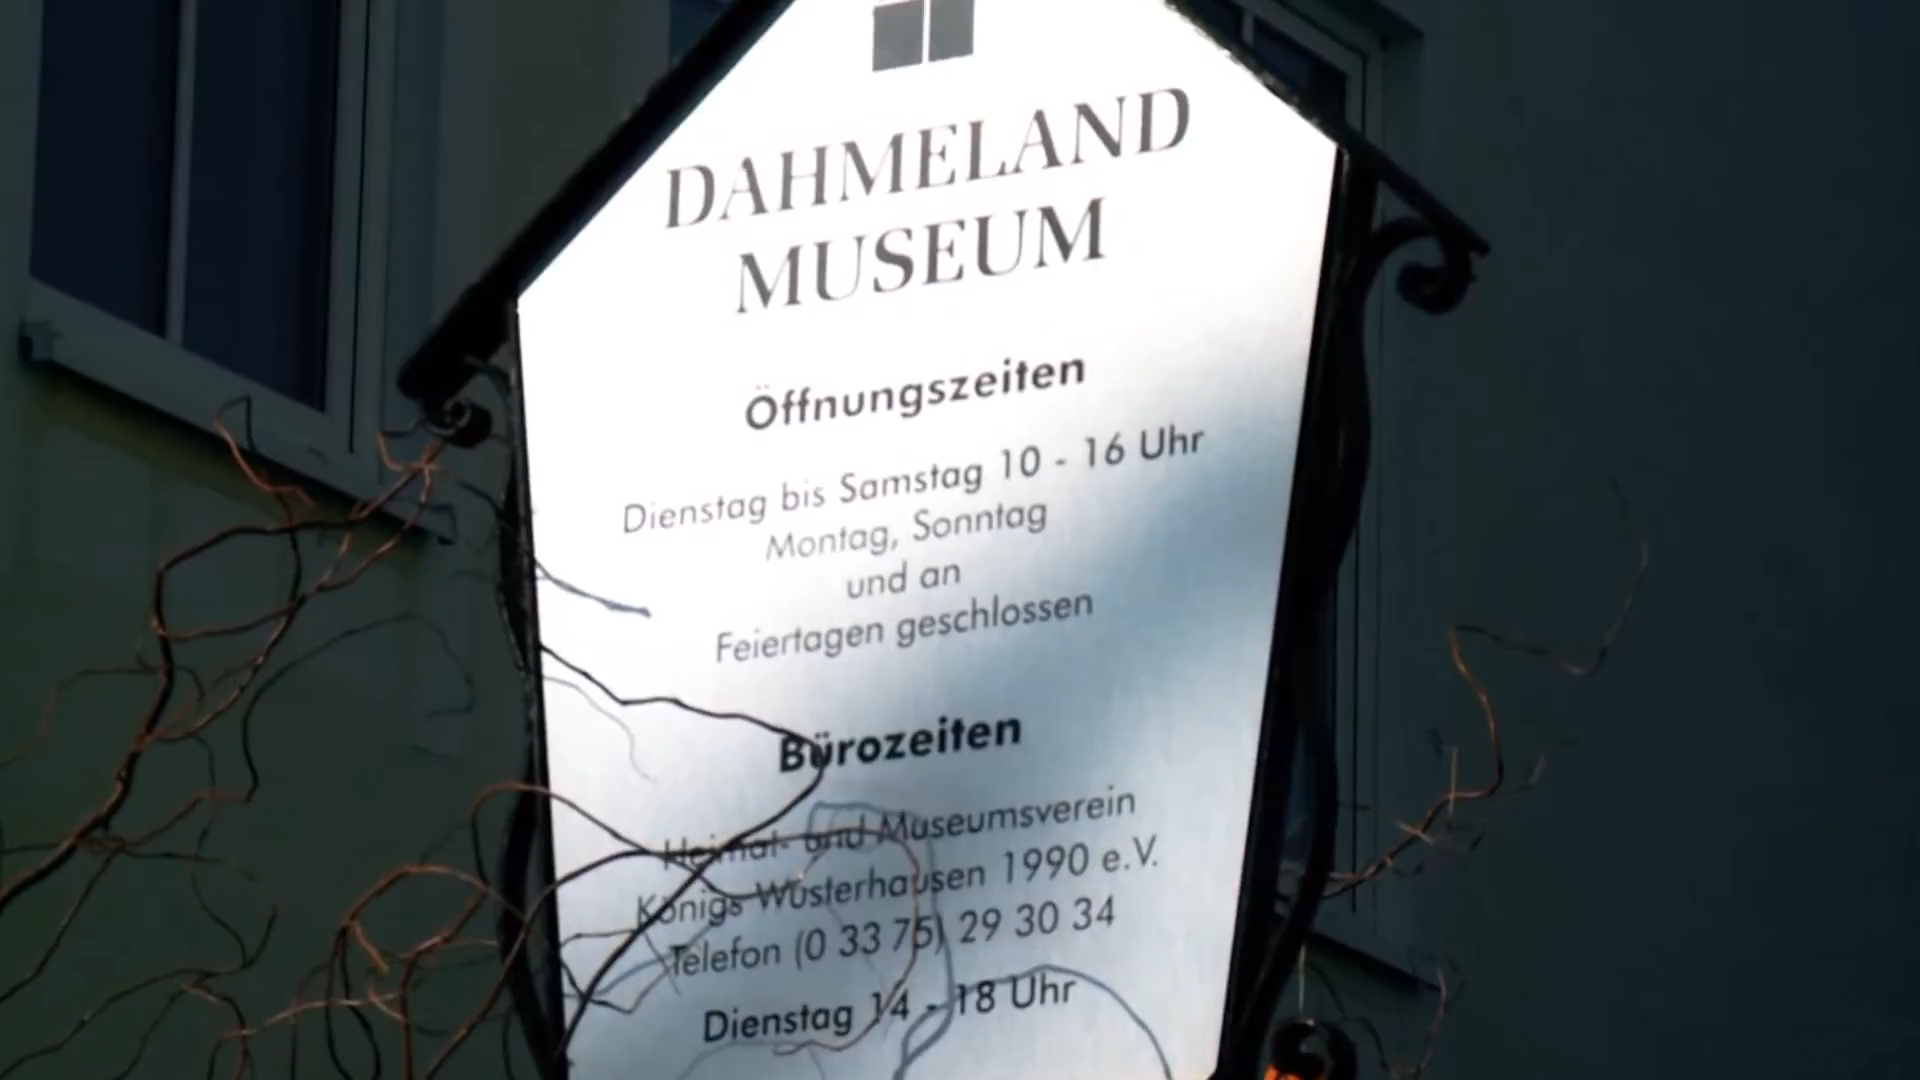 DAHMELAND
MUSEUM
Öffnungszeiten
Dienstag bis Samstag 10 - 16 Uhr
Montag, Sonntag
und an
Feiertagen geschlossen
Bürozeiten
Heimat- und Museumsverein
Königs Wusterhausen 1990 e.V.
Telefon (0 33 75) 29 30 34
Dienstag 14 - 18 Uhr